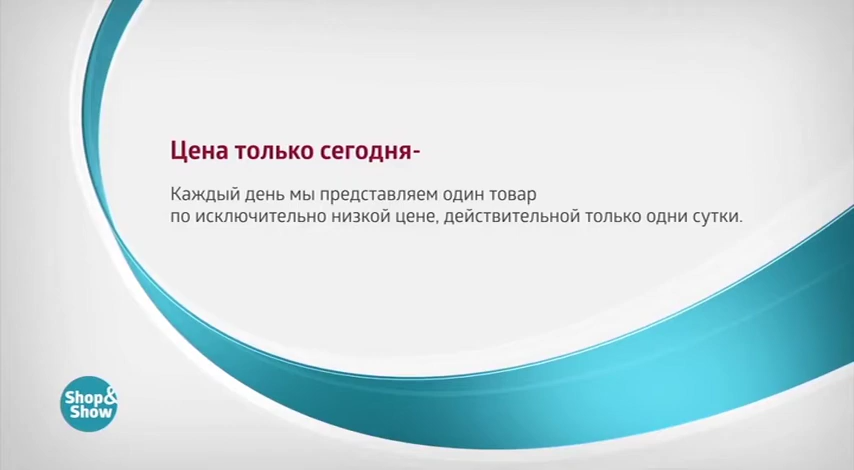 Цена только сегодня-
Каждый день мы представляем один товар
по исключительно низкой цене, действительной только одни сутки.
Shop&
Show